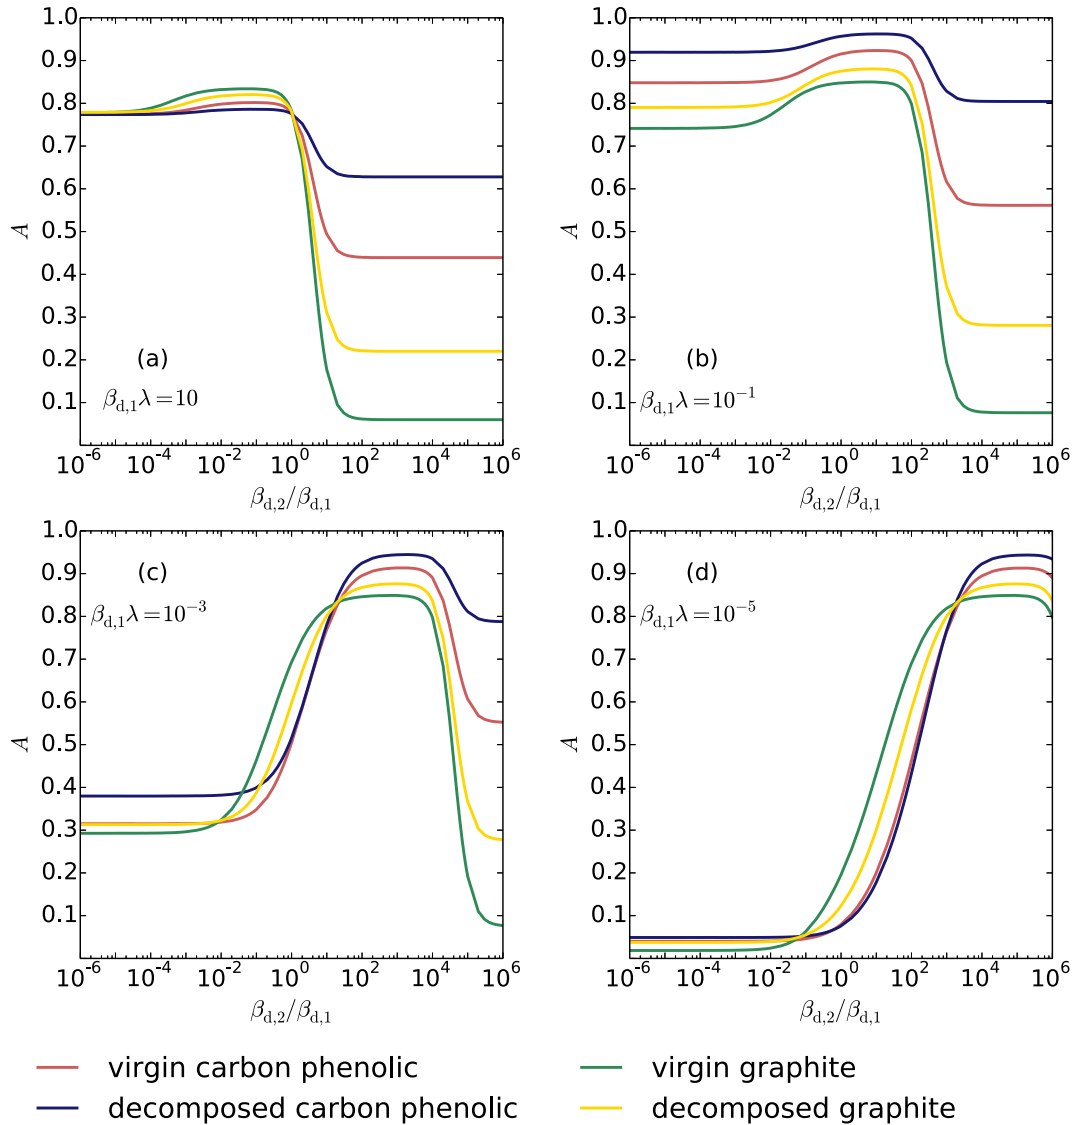 1.0
0.9
0.8
0.7
0.6
0.5
0.4
0.3
0.2
0.1
A
(a)
β_{d,1}λ = 10
10^{-6} 10^{-4} 10^{-2} 10^{0} 10^{2} 10^{4} 10^{6}
β_{d,2}/β_{d,1}
1.0
0.9
0.8
0.7
0.6
0.5
0.4
0.3
0.2
0.1
A
(b)
β_{d,1}λ = 10^{-1}
10^{-6} 10^{-4} 10^{-2} 10^{0} 10^{2} 10^{4} 10^{6}
β_{d,2}/β_{d,1}
1.0
0.9
0.8
0.7
0.6
0.5
0.4
0.3
0.2
0.1
A
(c)
β_{d,1}λ = 10^{-3}
10^{-6} 10^{-4} 10^{-2} 10^{0} 10^{2} 10^{4} 10^{6}
β_{d,2}/β_{d,1}
1.0
0.9
0.8
0.7
0.6
0.5
0.4
0.3
0.2
0.1
A
(d)
β_{d,1}λ = 10^{-5}
10^{-6} 10^{-4} 10^{-2} 10^{0} 10^{2} 10^{4} 10^{6}
β_{d,2}/β_{d,1}
virgin carbon phenolic
decomposed carbon phenolic
virgin graphite
decomposed graphite